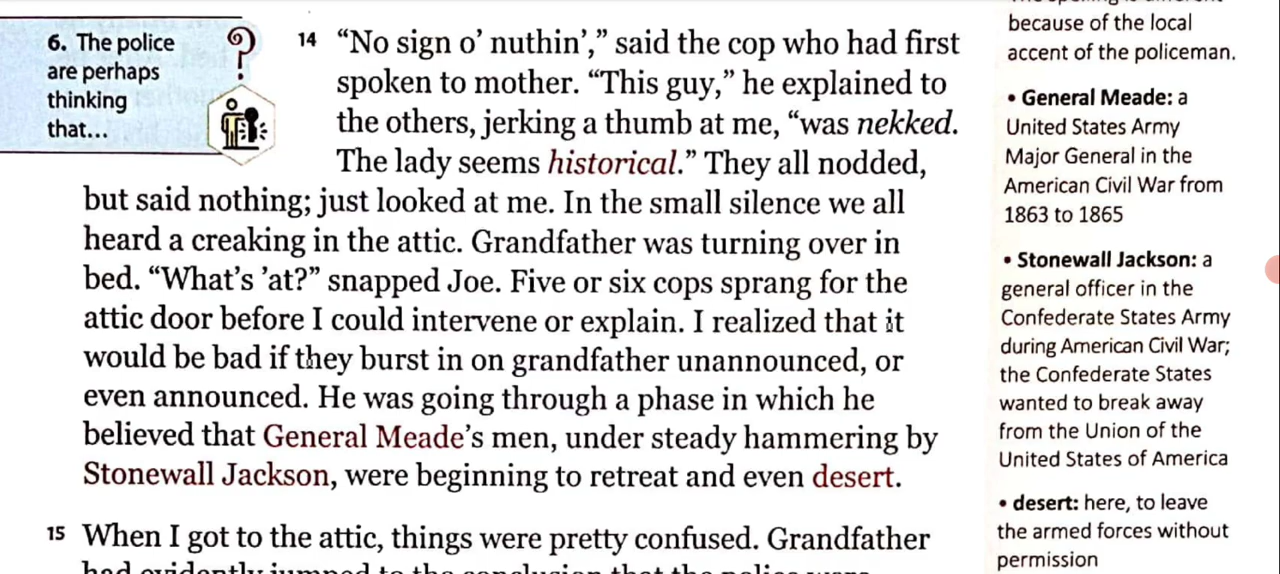 6. The police
are perhaps
thinking
that...
14 “No sign o’ nuthin’,” said the cop who had first
spoken to mother. “This guy,” he explained to
the others, jerking a thumb at me, “was nekked.
The lady seems historical.” They all nodded,
but said nothing; just looked at me. In the small silence we all
heard a creaking in the attic. Grandfather was turning over in
bed. “What’s ’at?” snapped Joe. Five or six cops sprang for the
attic door before I could intervene or explain. I realized that it
would be bad if they burst in on grandfather unannounced, or
even announced. He was going through a phase in which he
believed that General Meade’s men, under steady hammering by
Stonewall Jackson, were beginning to retreat and even desert.
15 When I got to the attic, things were pretty confused. Grandfather
had evidently jumped to the conclusion that the police were
because of the local
accent of the policeman.
• General Meade: a
United States Army
Major General in the
American Civil War from
1863 to 1865
• Stonewall Jackson: a
general officer in the
Confederate States Army
during American Civil War;
the Confederate States
wanted to break away
from the Union of the
United States of America
• desert: here, to leave
the armed forces without
permission